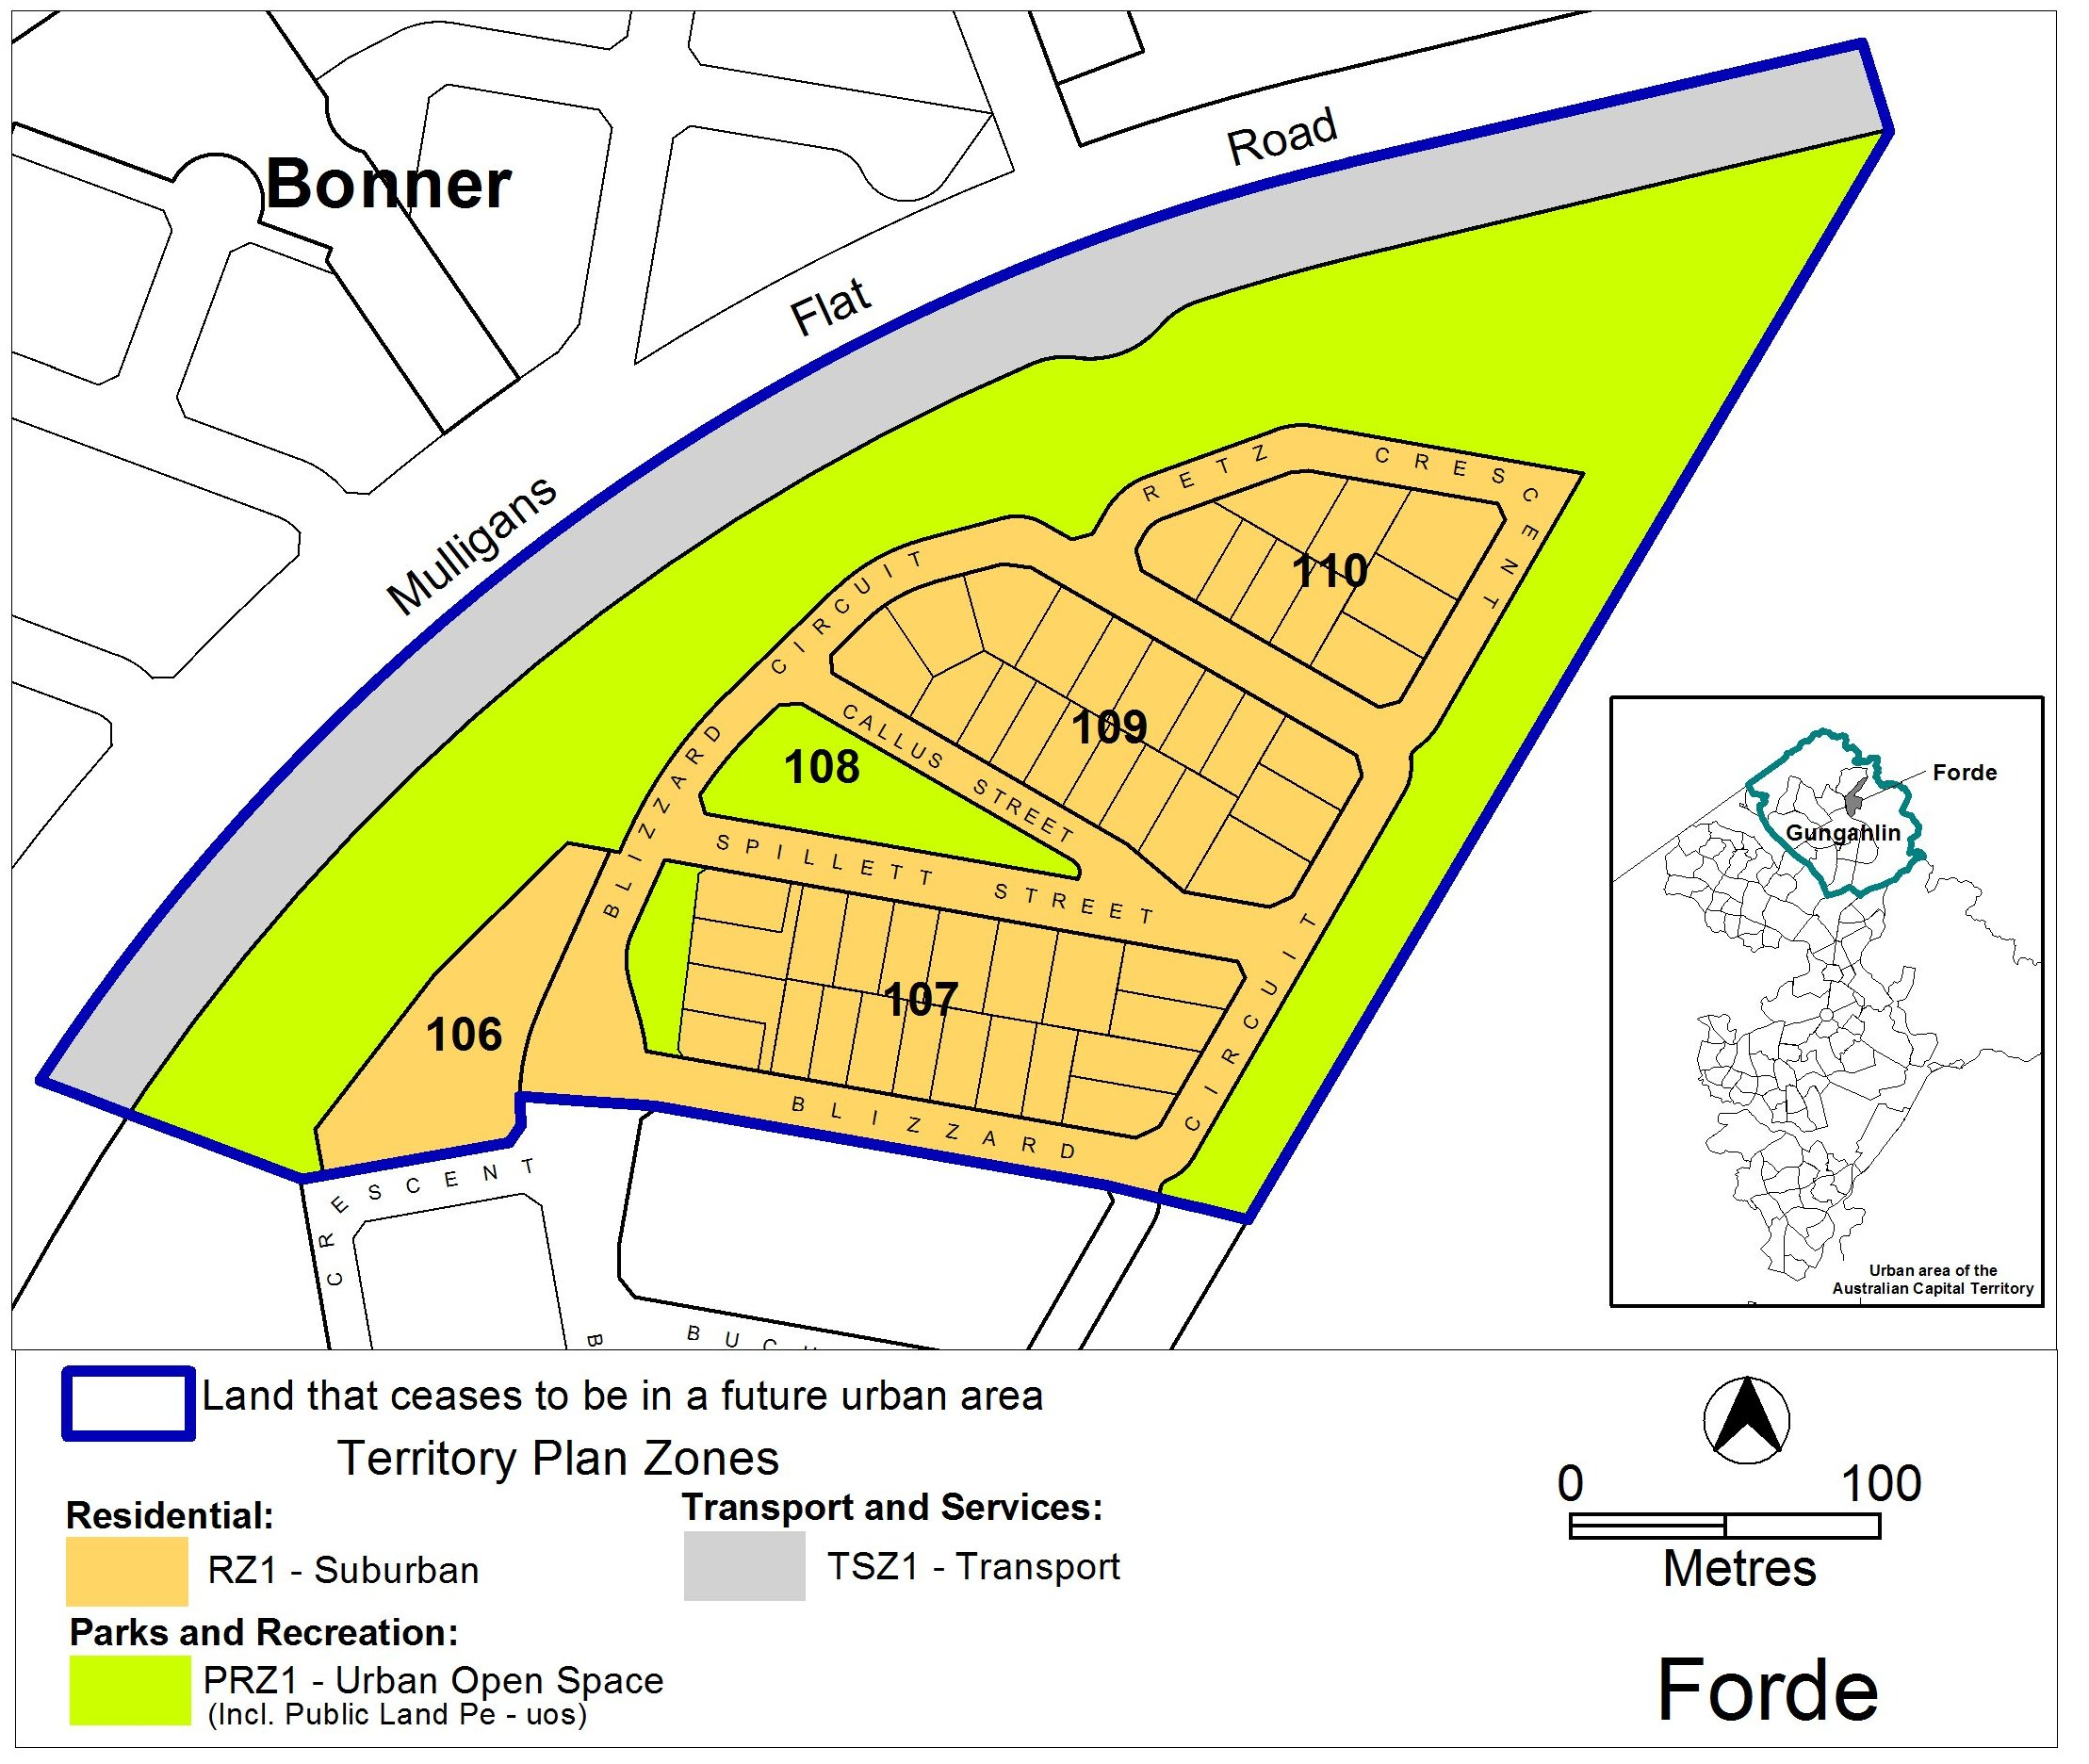 Bonner
Mulligans Flat Road
RETZ CRESCENT
110
BLIZZARD CIRCUIT
109
CALLUS STREET
108
SPILLETT STREET
107
106
BLIZZARD CIRCUIT
CRESCENT
B
Forde
Gungahlin
Urban area of the
Australian Capital Territory
Land that ceases to be in a future urban area
Territory Plan Zones
Residential:
RZ1 - Suburban
Parks and Recreation:
PRZ1 - Urban Open Space
(Incl. Public Land Pe - uos)
Transport and Services:
TSZ1 - Transport
0 100
Metres
Forde